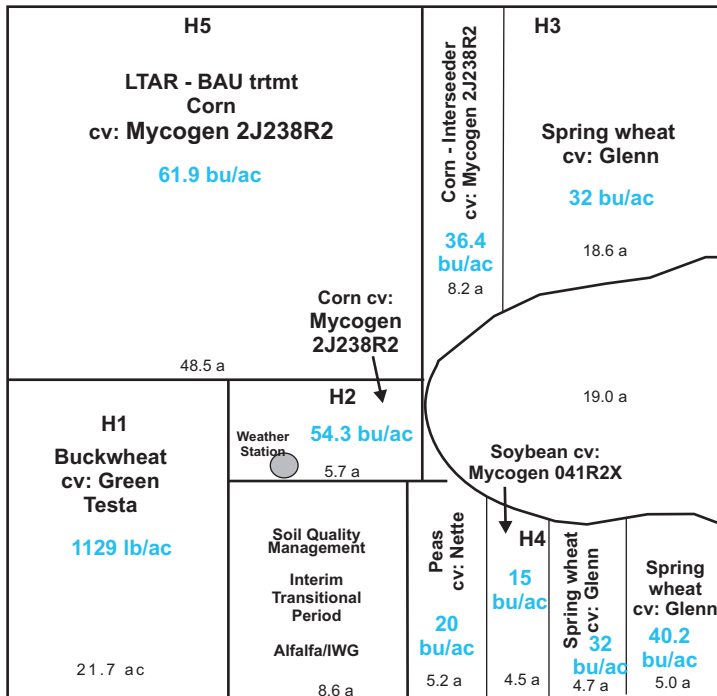 H5
LTAR - BAU trtmt
Corn
cv: Mycogen 2J238R2
61.9 bu/ac
48.5 a
Corn - Interseeder
cv: Mycogen 2J238R2
36.4
bu/ac
8.2 a
H3
Spring wheat
cv: Glenn
32 bu/ac
18.6 a
Corn cv:
Mycogen
2J238R2
19.0 a
H1
Buckwheat
cv: Green
Testa
1129 lb/ac
21.7 ac
H2
54.3 bu/ac
Weather
Station
5.7 a
Soybean cv:
Mycogen 041R2X
Soil Quality
Management
Interim
Transitional
Period
Alfalfa/IWG
8.6 a
Peas
cv: Nette
20
bu/ac
5.2 a
H4
15
bu/ac
4.5 a
Spring wheat
cv: Glenn
32
bu/ac
4.7 a
Spring
wheat
cv:Glenn
40.2
bu/ac
5.0 a